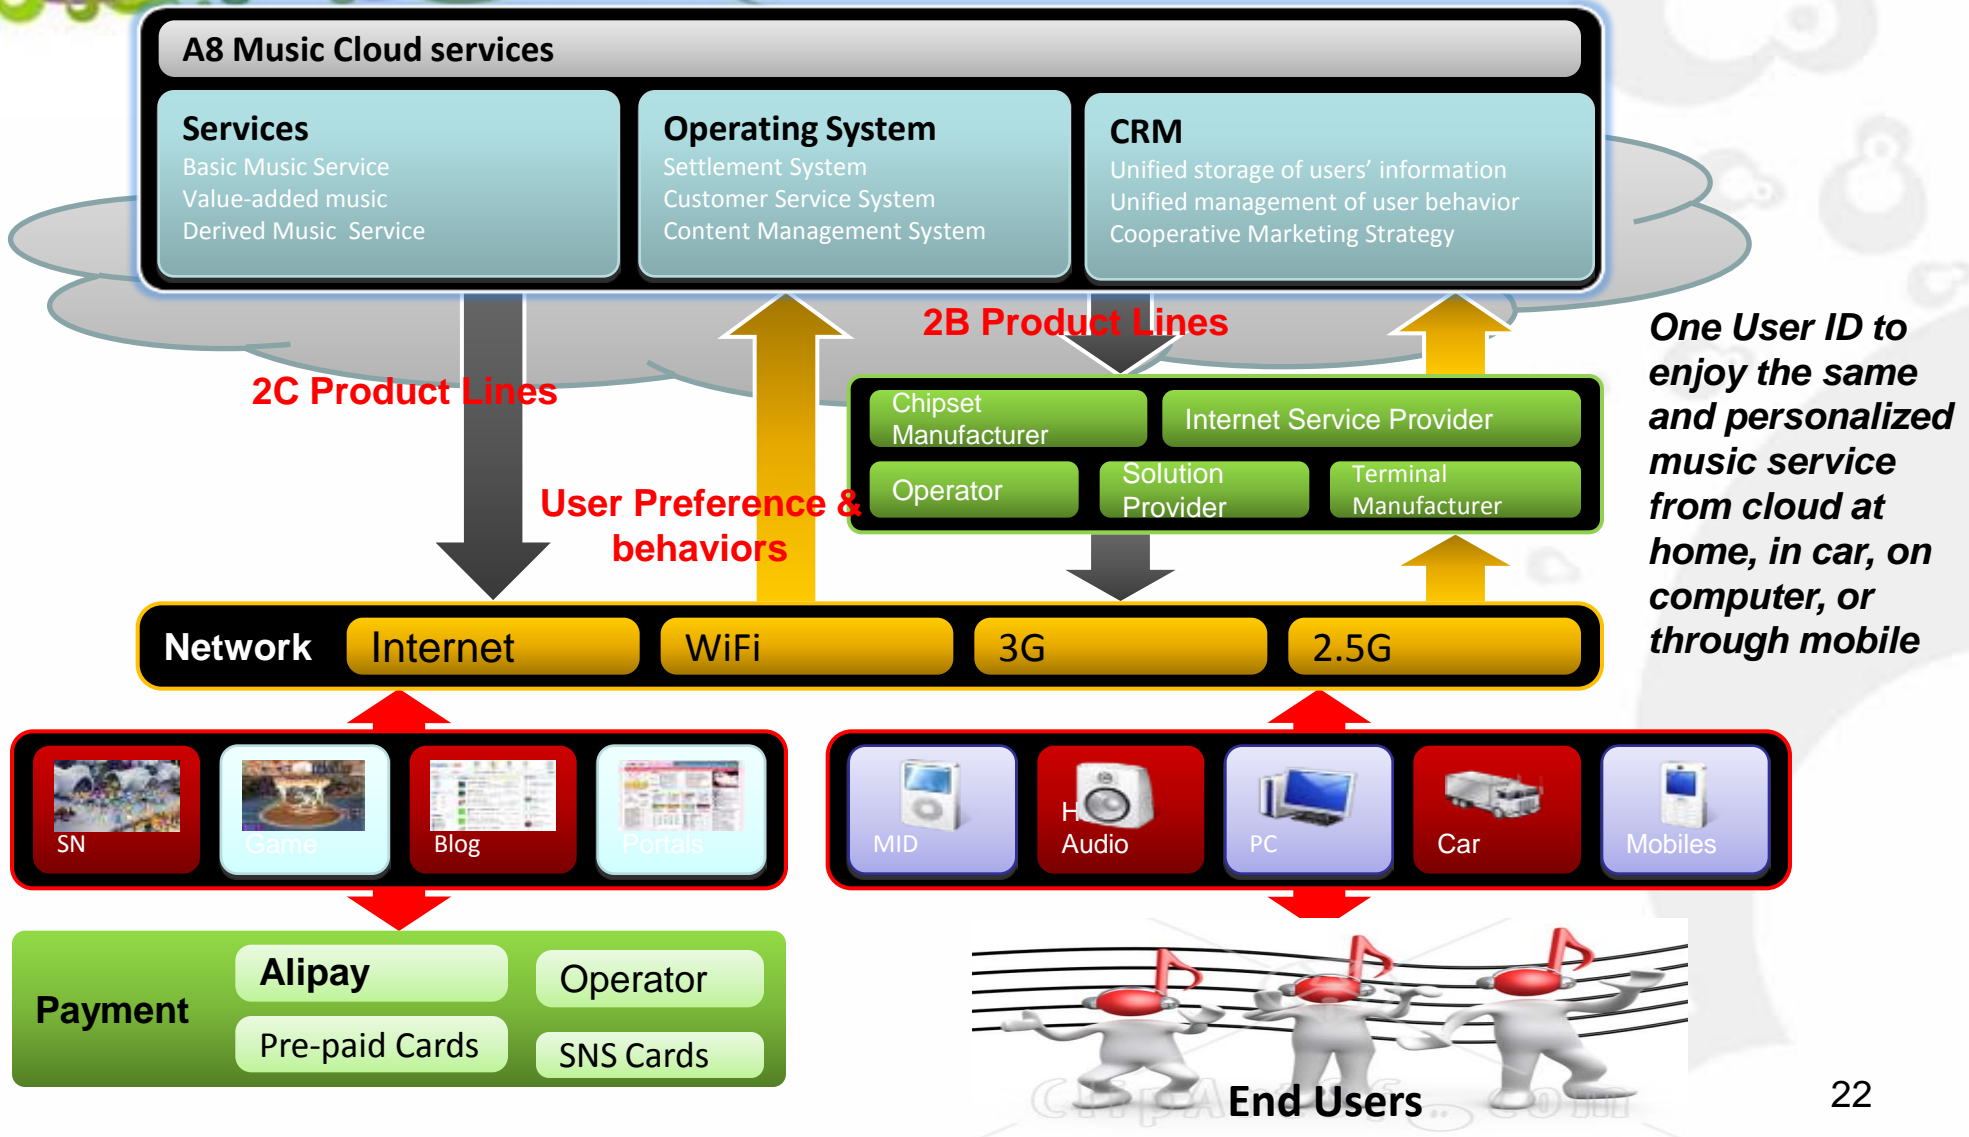 A8 Music Cloud services
Services
Basic Music Service
Value-added music
Derived Music  Service
Operating System
Settlement System
Customer Service System
Content Management System
CRM
Unified storage of users’ information
Unified management of user behavior
Cooperative Marketing Strategy
2B Product Lines
2C Product Lines
User Preference &
behaviors
Chipset
Manufacturer
Internet Service Provider
Operator
Solution
Provider
Terminal
Manufacturer
One User ID to
enjoy the same
and personalized
music service
from cloud at
home, in car, on
computer, or
through mobile
Network
Internet
WiFi
3G
2.5G
SN
Game
Blog
Portals
MID
Audio
PC
Car
Mobiles
Payment
Alipay
Operator
Pre-paid Cards
SNS Cards
End Users
22